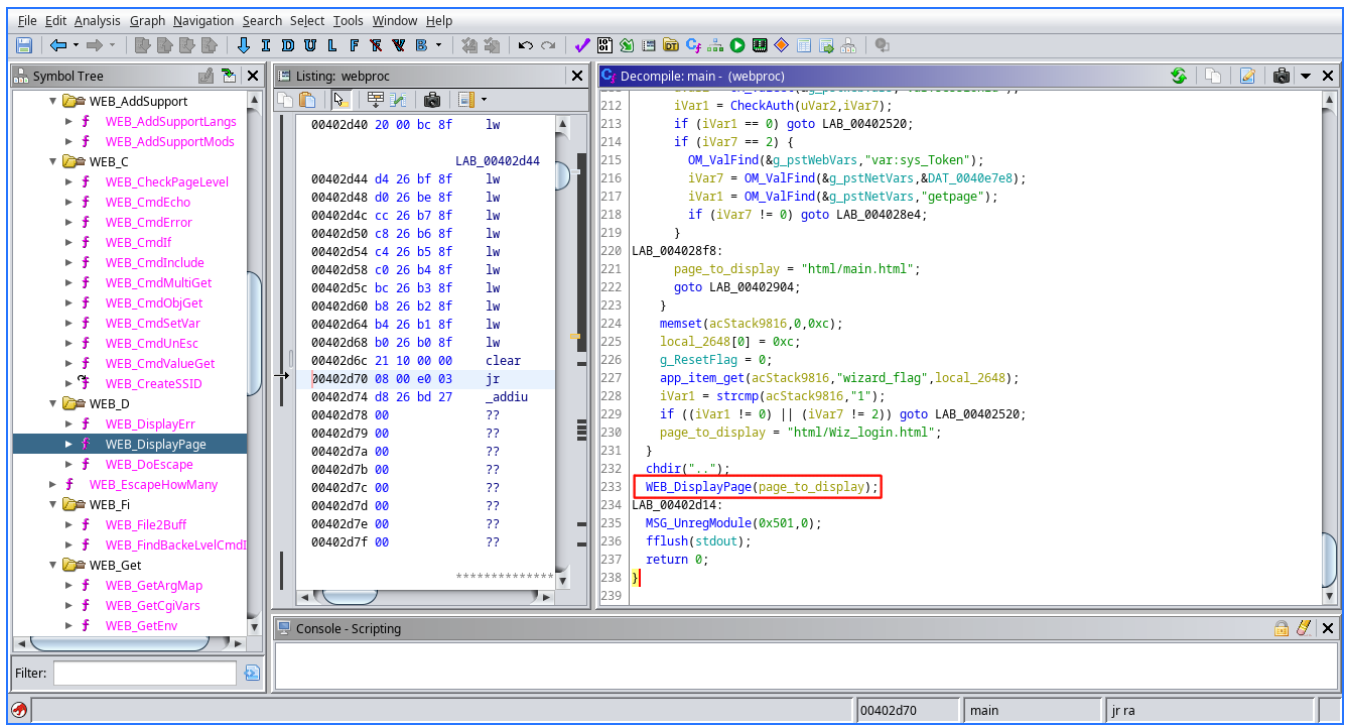 File Edit Analysis Graph Navigation Search Select Tools Window Help
I D U L F R V B
Symbol Tree
WEB_AddSupport
f WEB_AddSupportLangs
f WEB_AddSupportMods
WEB_C
f WEB_CheckPageLevel
f WEB_CmdEcho
f WEB_CmdError
f WEB_CmdIf
f WEB_CmdInclude
f WEB_CmdMultiGet
f WEB_CmdObjGet
f WEB_CmdSetVar
f WEB_CmdUnEsc
f WEB_CmdValueGet
f WEB_CreateSSID
WEB_D
f WEB_DisplayErr
f WEB_DisplayPage
f WEB_DoEscape
f WEB_EscapeHowMany
WEB_Fi
f WEB_File2Buff
f WEB_FindBackeLvelCmdI
WEB_Get
f WEB_GetArgMap
f WEB_GetCgiVars
f WEB_GetEnv
Filter:
Listing: webproc
00402d40 20 00 bc 8f lw
LAB_00402d44
00402d44 d4 26 bf 8f lw
00402d48 d0 26 be 8f lw
00402d4c cc 26 b7 8f lw
00402d50 c8 26 b6 8f lw
00402d54 c4 26 b5 8f lw
00402d58 c0 26 b4 8f lw
00402d5c bc 26 b3 8f lw
00402d60 b8 26 b2 8f lw
00402d64 b4 26 b1 8f lw
00402d68 b0 26 b0 8f lw
00402d6c 21 10 00 00 clear
00402d70 08 00 e0 03 jr
00402d74 d8 26 bd 27 _addiu
00402d78 00 ??
00402d79 00 ??
00402d7a 00 ??
00402d7b 00 ??
00402d7c 00 ??
00402d7d 00 ??
00402d7e 00 ??
00402d7f 00 ??
**************
Decompile: main - (webproc)
212 iVar1 = CheckAuth(uVar2,iVar7);
213 if (iVar1 == 0) goto LAB_00402520;
214 if (iVar7 == 2) {
215 OM_ValFind(&g_pstWebVars,"var:sys_Token");
216 iVar7 = OM_ValFind(&g_pstNetVars,&DAT_0040e7e8);
217 iVar1 = OM_ValFind(&g_pstNetVars,"getpage");
218 if (iVar7 != 0) goto LAB_004028e4;
219 }
220 LAB_004028f8:
221 page_to_display = "html/main.html";
222 goto LAB_00402904;
223 }
224 memset(acStack9816,0,0xc);
225 local_2648[0] = 0xc;
226 g_ResetFlag = 0;
227 app_item_get(acStack9816,"wizard_flag",local_2648);
228 iVar1 = strcmp(acStack9816,"1");
229 if ((iVar1 != 0) || (iVar7 != 2)) goto LAB_00402520;
230 page_to_display = "html/Wiz_login.html";
231 }
232 chdir("..");
233 WEB_DisplayPage(page_to_display);
234 LAB_00402d14:
235 MSG_UnregModule(0x501,0);
236 fflush(stdout);
237 return 0;
238 }
239
Console - Scripting
00402d70 main jr ra